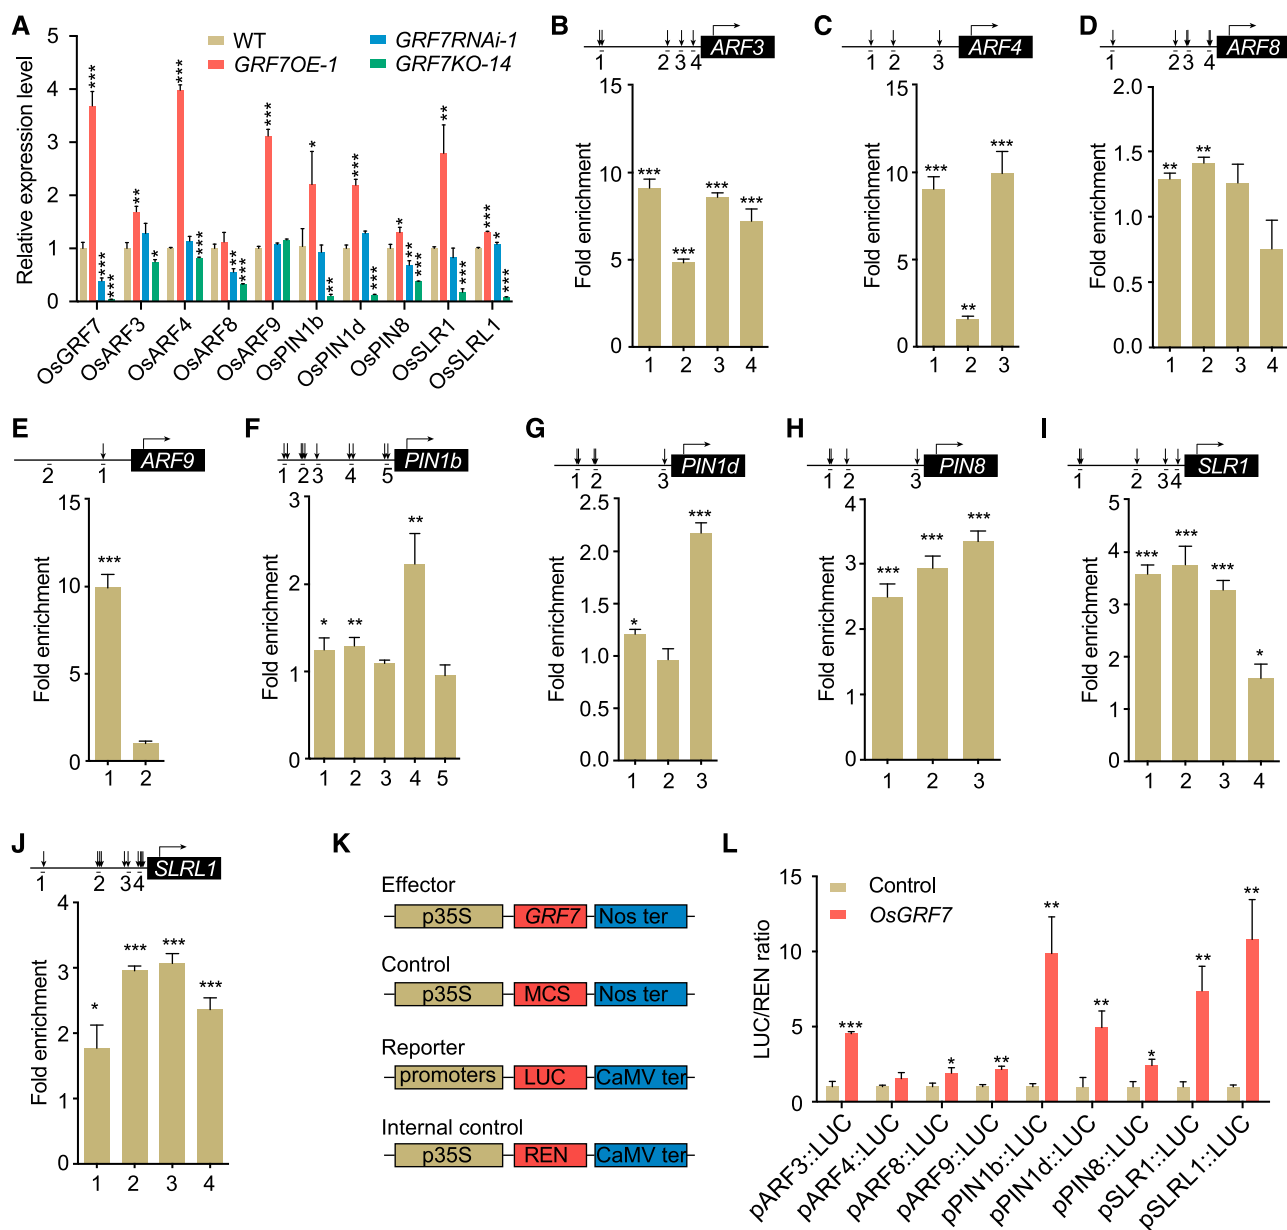 A
Relative expression level
5
4
3
2
1
0
WT
GRF7OE-1
GRF7RNAi-1
GRF7KO-14
***
***
***
**
*
***
***
**
***
***
*
**
***
***
*
**
***
**
***
***
*
***
OsGRF7
OsARF3
OsARF4
OsARF8
OsARF9
OsPIN1b
OsPIN1d
OsPIN8
OsSLR1
OsSLRL1
B
1 2 3 4
ARF3
Fold enrichment
15
10
5
0
*** *** *** ***
1 2 3 4
C
1 2 3
ARF4
Fold enrichment
15
10
5
0
*** ** ***
1 2 3
D
1 2 3 4
ARF8
Fold enrichment
2.0
1.5
1.0
0.5
0.0
** **
1 2 3 4
E
2 1
ARF9
Fold enrichment
15
10
5
0
***
1 2
F
1 2 3 4 5
PIN1b
Fold enrichment
3
2
1
0
* ** **
1 2 3 4 5
G
1 2 3
PIN1d
Fold enrichment
2.5
2.0
1.5
1.0
0.5
0.0
* ***
1 2 3
H
1 2 3
PIN8
Fold enrichment
4
3
2
1
0
*** *** ***
1 2 3
I
1 2 3 4
SLR1
Fold enrichment
5
4
3
2
1
0
*** *** *** *
1 2 3 4
J
1 2 3 4
SLRL1
Fold enrichment
4
3
2
1
0
* *** *** ***
1 2 3 4
K
Effector
p35S GRF7 Nos ter
Control
p35S MCS Nos ter
Reporter
promoters LUC CaMV ter
Internal control
p35S REN CaMV ter
L
LUC/REN ratio
15
10
5
0
Control
OsGRF7
*** * ** ** ** * ** **
pARF3::LUC
pARF4::LUC
pARF8::LUC
pARF9::LUC
pPIN1b::LUC
pPIN1d::LUC
pPIN8::LUC
pSLR1::LUC
pSLRL1::LUC